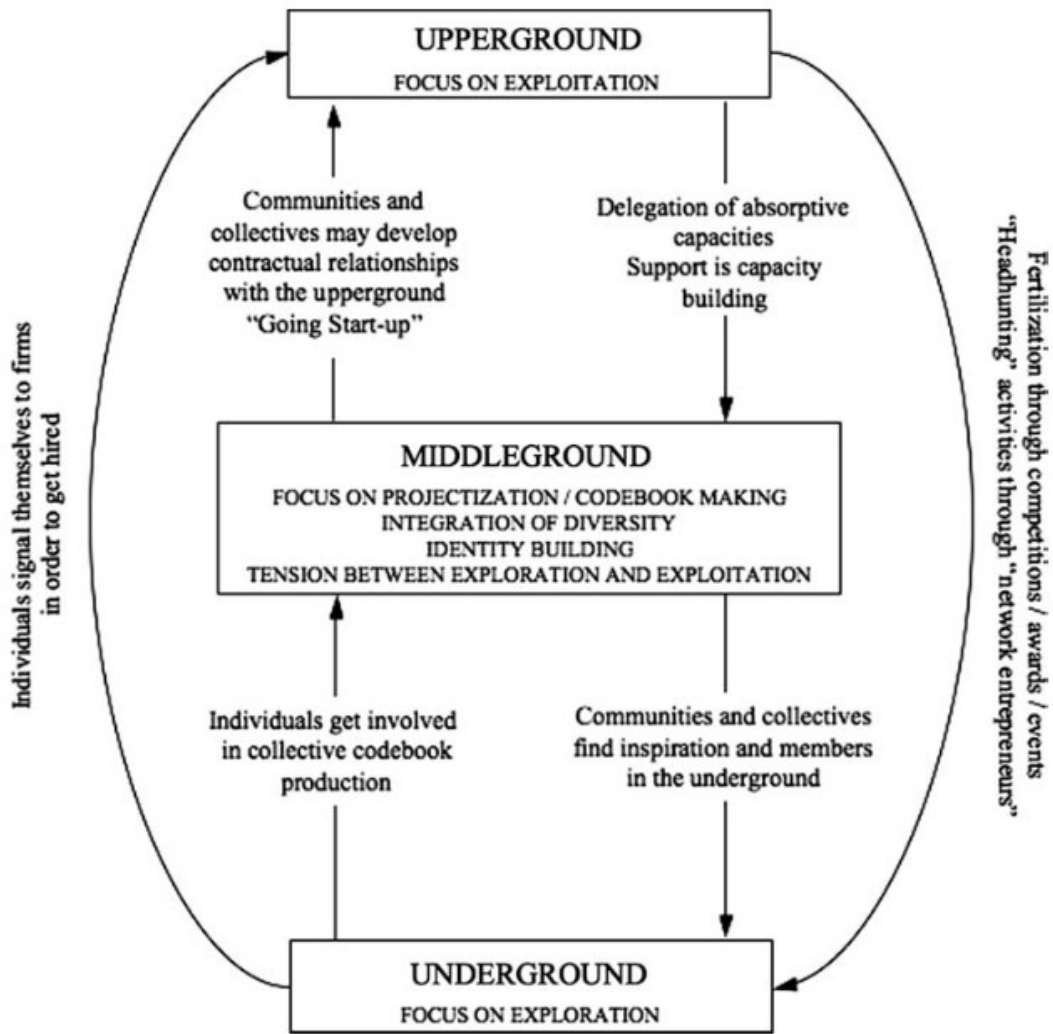 UPPERGROUND
FOCUS ON EXPLOITATION
Communities and
collectives may develop
contractual relationships
with the upperground
“Going Start-up”
Delegation of absorptive
capacities
Support is capacity
building
Individuals signal themselves to firms
in order to get hired
Fertilization through competitions / awards / events
“Headhunting” activities through “network entrepreneurs”
MIDDLEGROUND
FOCUS ON PROJECTIZATION / CODEBOOK MAKING
INTEGRATION OF DIVERSITY
IDENTITY BUILDING
TENSION BETWEEN EXPLORATION AND EXPLOITATION
Individuals get involved
in collective codebook
production
Communities and collectives
find inspiration and members
in the underground
UNDERGROUND
FOCUS ON EXPLORATION